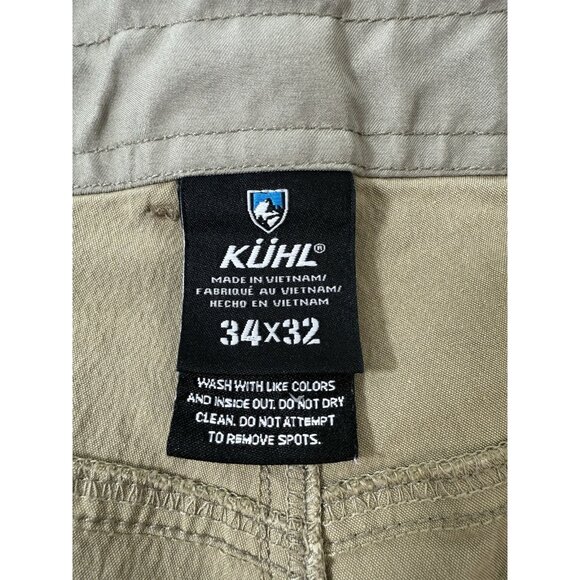 KÜHL®
MADE IN VIETNAM/
FABRIQUÉ AU VIETNAM/
HECHO EN VIETNAM
34X32
WASH WITH LIKE COLORS
AND INSIDE OUT. DO NOT DRY
CLEAN. DO NOT ATTEMPT
TO REMOVE SPOTS.